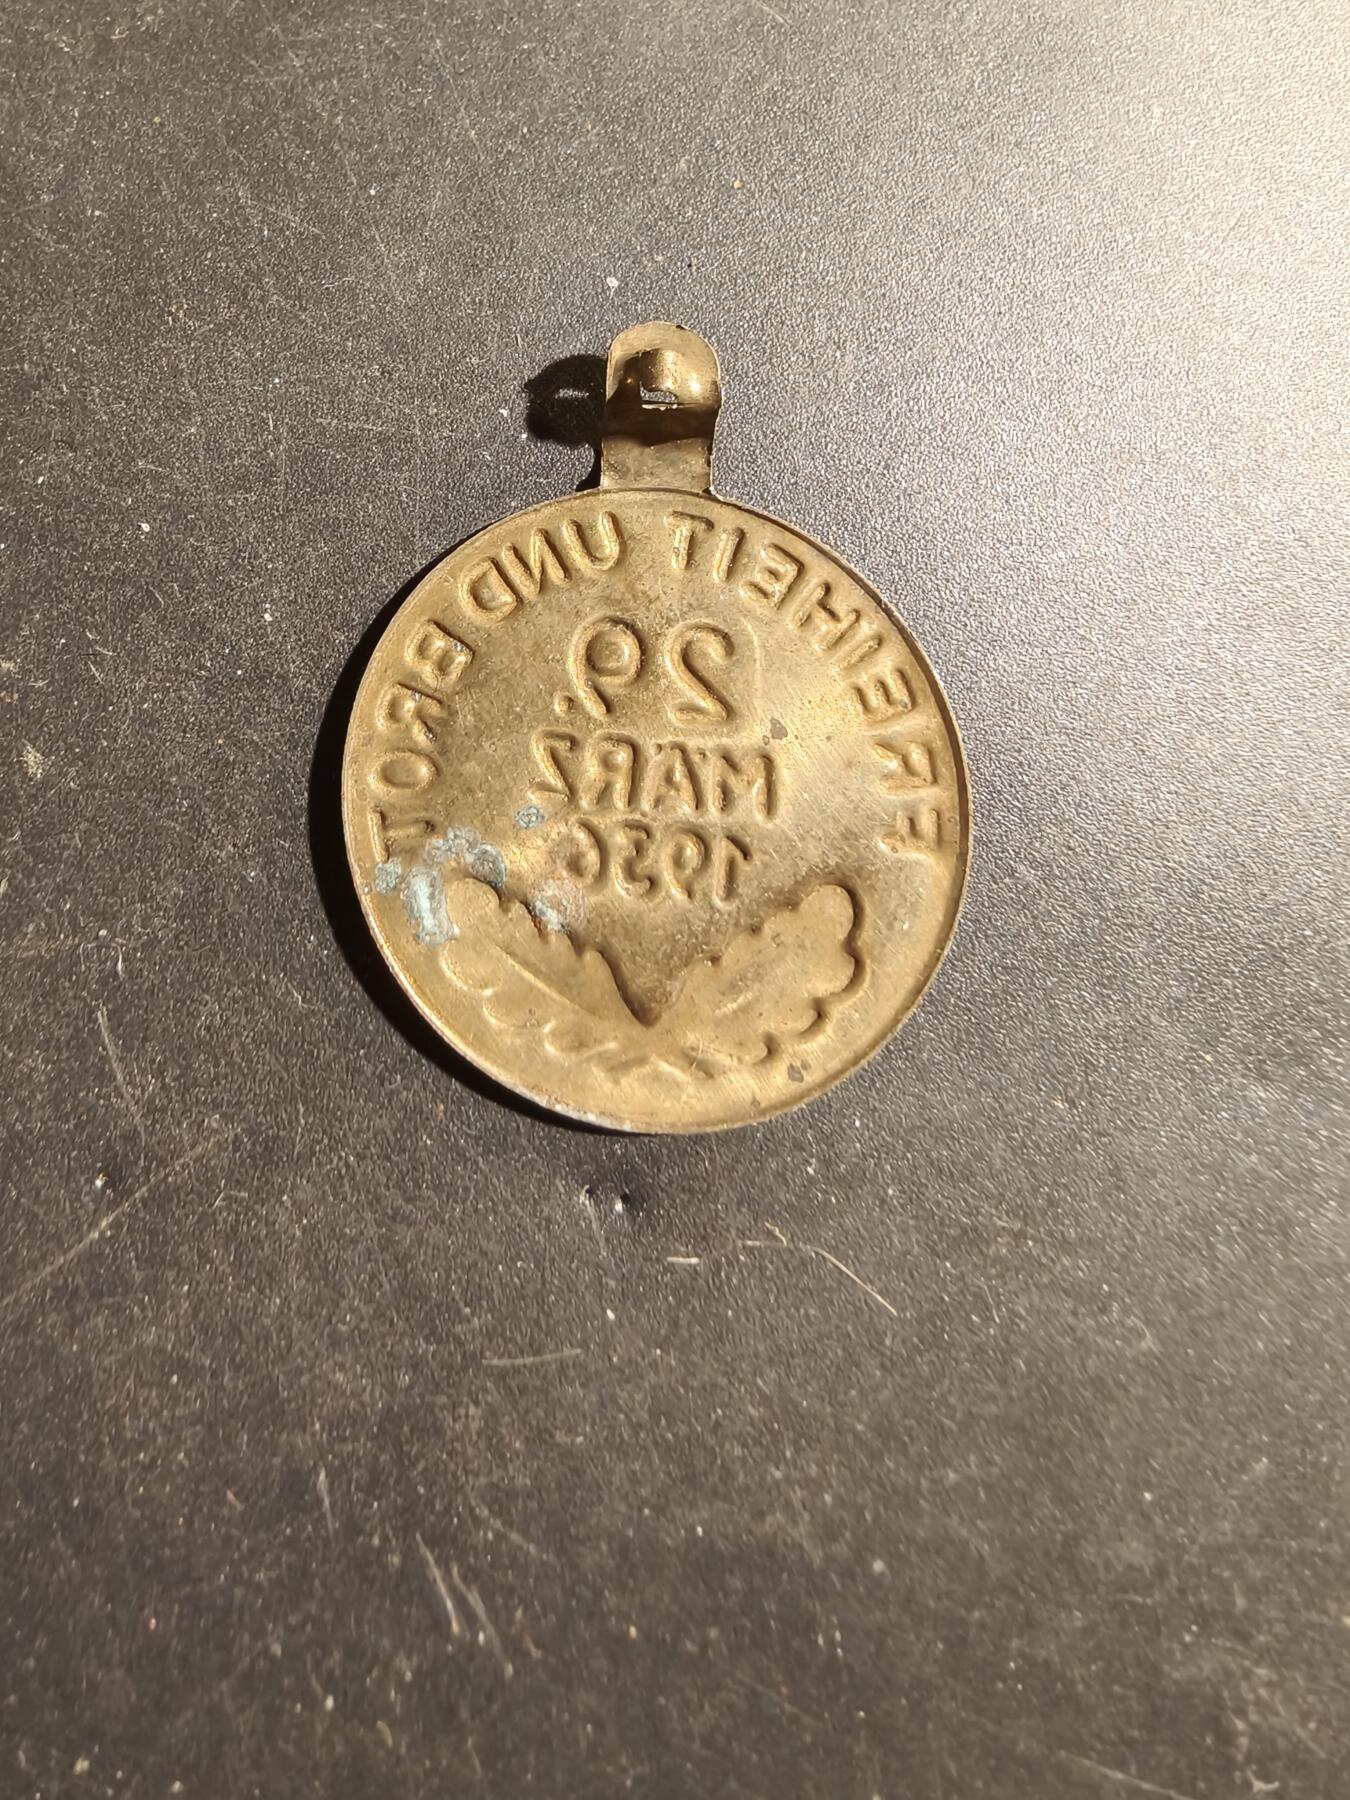 FREIHEIT UND BROT
29.
MÄRZ
1936